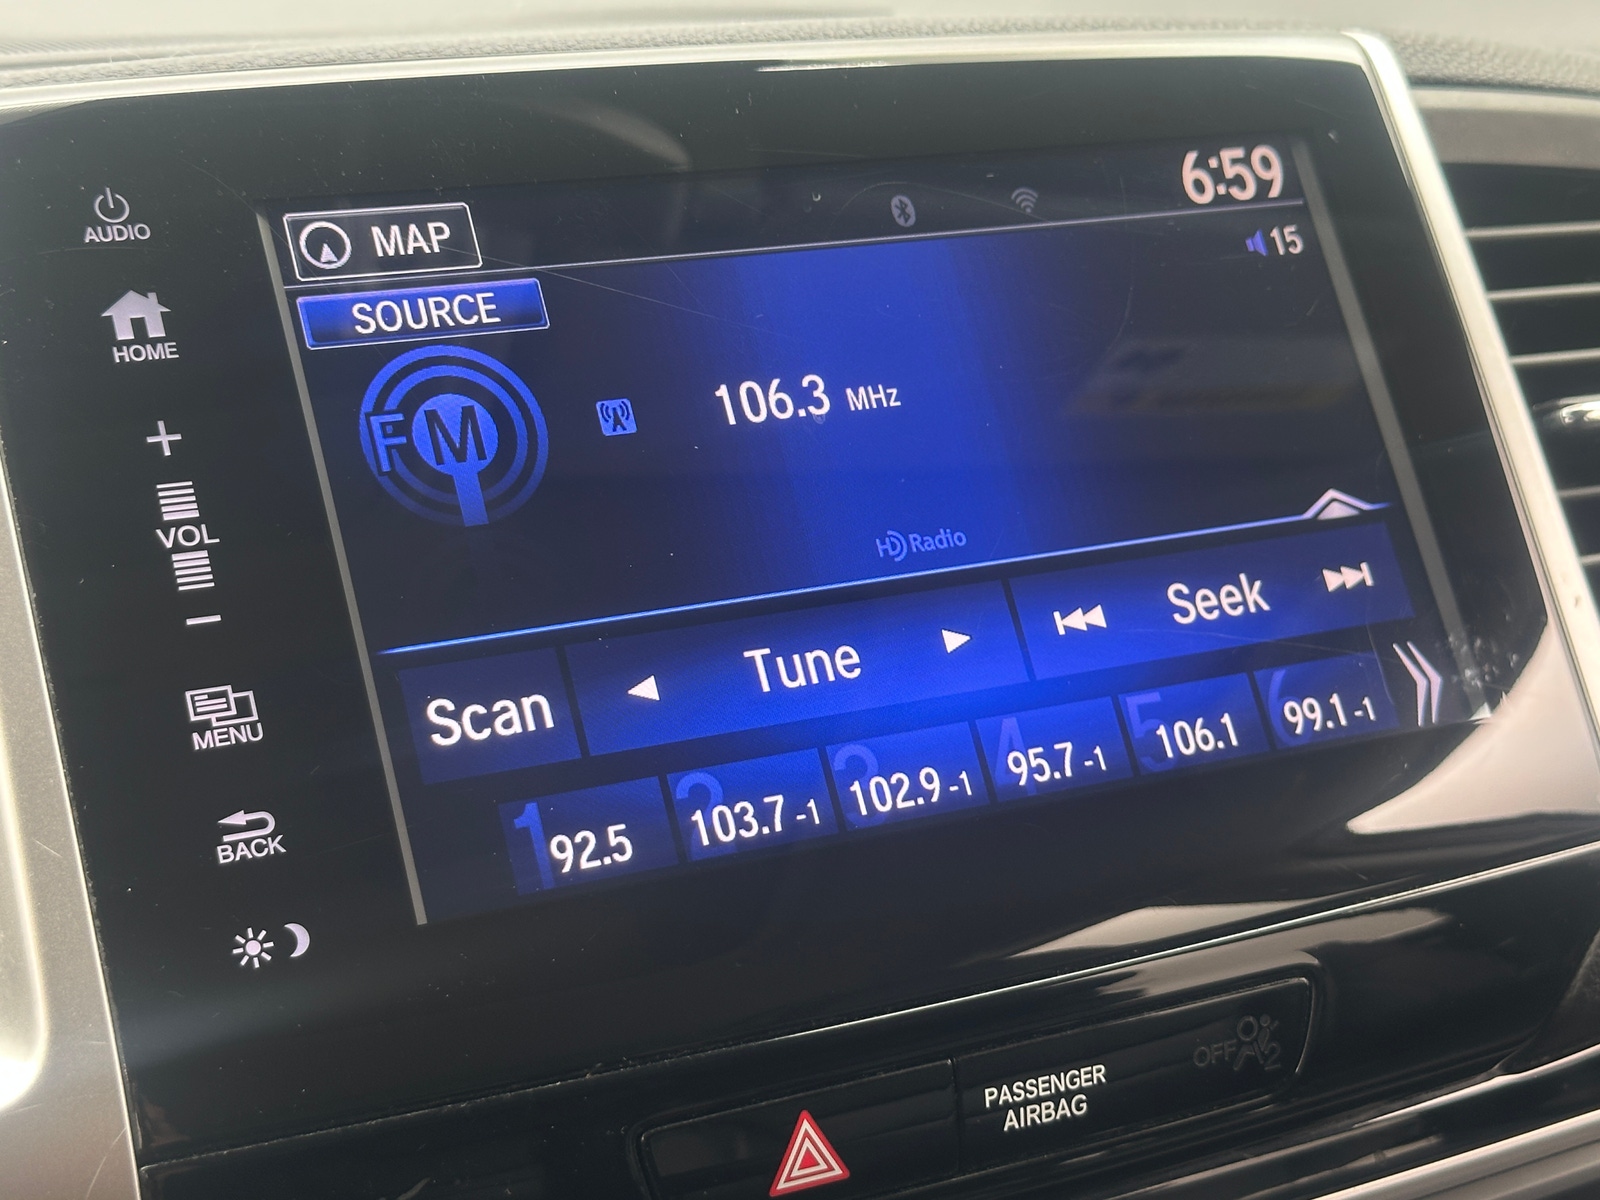 AUDIO
MAP
6:59
15
SOURCE
HOME
FM
106.3 MHz
+
VOL
−
HD Radio
Scan
Tune
Seek
MENU
1 92.5
2 103.7-1
3 102.9-1
4 95.7-1
5 106.1
6 99.1-1
BACK
PASSENGER
AIRBAG
OFF
2